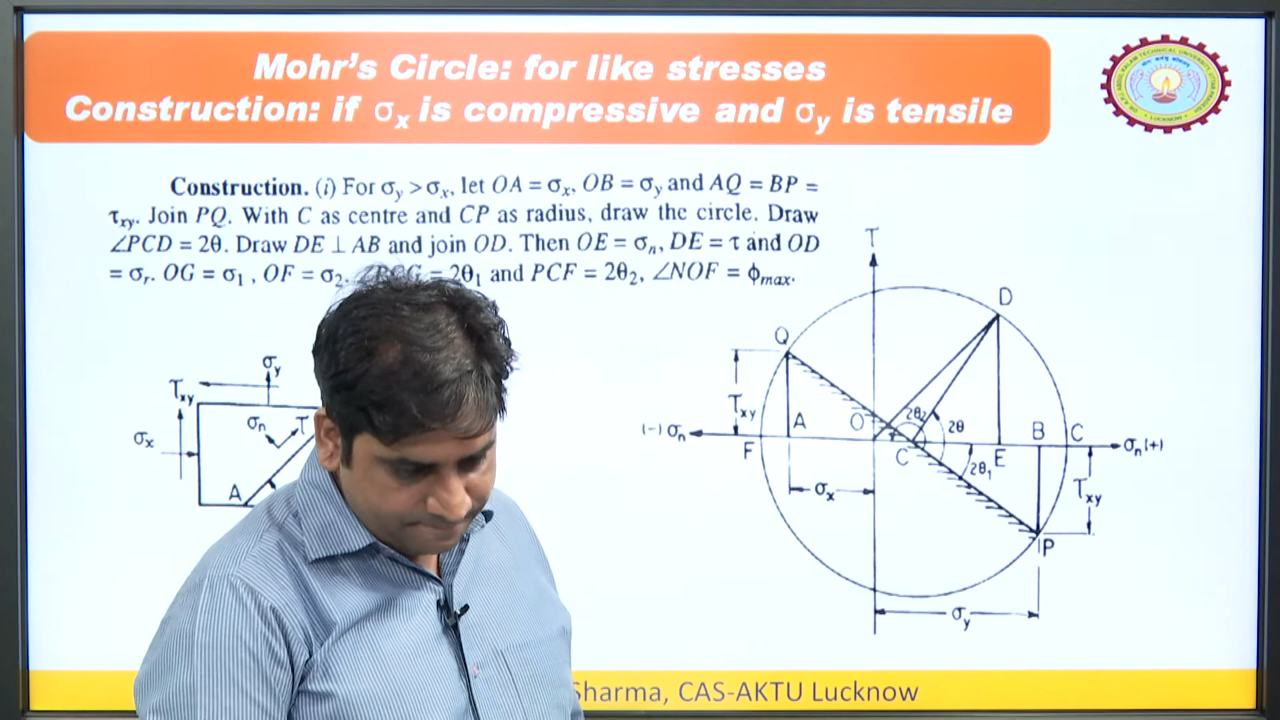 Mohr's Circle: for like stresses
Construction: if σx is compressive and σy is tensile
Construction. (i) For σy > σx, let OA = σx, OB = σy and AQ = BP =
τxy. Join PQ. With C as centre and CP as radius, draw the circle. Draw
∠PCD = 2θ. Draw DE ⊥ AB and join OD. Then OE = σn, DE = τ and OD
= σr. OG = σ1 , OF = σ2. = 2θ1 and PCF = 2θ2, ∠NOF = ϕmax.
σy
Txy
σn T
σx
A
T
D
Q
Txy
A
O
2θ2
2θ
B
C
(-) σn
σn(+)
F
C
E
2θ1
Txy
σx
P
σy
Sharma, CAS-AKTU Lucknow
LUCKNOW